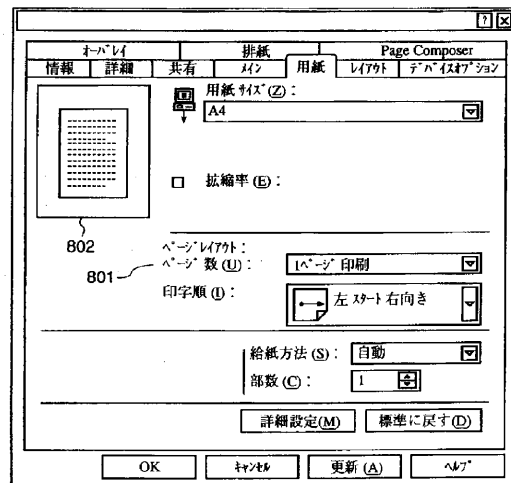 ?
ｵｰﾊﾞﾚｲ 排紙 Page Composer
情報 詳細 共有 ﾒｲﾝ 用紙 ﾚｲｱｳﾄ ﾃﾞﾊﾞｲｽｵﾌﾟｼｮﾝ
用紙 ｻｲｽﾞ(Z) :
A4
拡縮率 (E) :
802
ﾍﾟｰｼﾞﾚｲｱｳﾄ :
801 ﾍﾟｰｼﾞ 数 (U) : 1ﾍﾟｰｼﾞ 印刷
印字順 (I) : 左 ｽﾀｰﾄ 右向き
給紙方法 (S) : 自動
部数 (C) : 1
詳細設定(M) 標準に戻す(D)
OK ｷｬﾝｾﾙ 更新 (A) ﾍﾙﾌﾟ